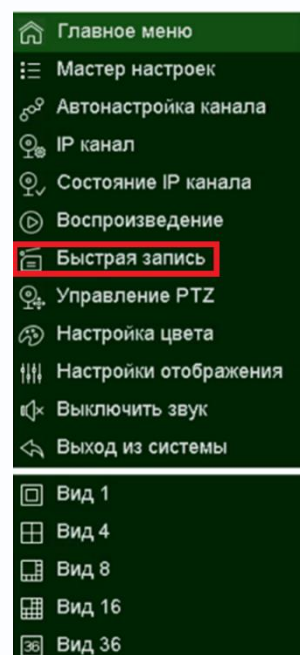 Главное меню
Мастер настроек
Автонастройка канала
IP канал
Состояние IP канала
Воспроизведение
Быстрая запись
Управление PTZ
Настройка цвета
Настройки отображения
Выключить звук
Выход из системы
Вид 1
Вид 4
Вид 8
Вид 16
36 Вид 36